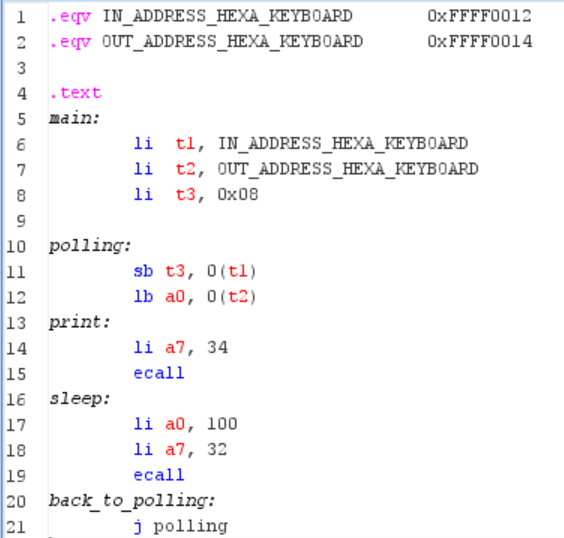 1 .eqv IN_ADDRESS_HEXA_KEYBOARD 0xFFFF0012
2 .eqv OUT_ADDRESS_HEXA_KEYBOARD 0xFFFF0014
3
4 .text
5 main:
6 li t1, IN_ADDRESS_HEXA_KEYBOARD
7 li t2, OUT_ADDRESS_HEXA_KEYBOARD
8 li t3, 0x08
9
10 polling:
11 sb t3, 0(t1)
12 lb a0, 0(t2)
13 print:
14 li a7, 34
15 ecall
16 sleep:
17 li a0, 100
18 li a7, 32
19 ecall
20 back_to_polling:
21 j polling